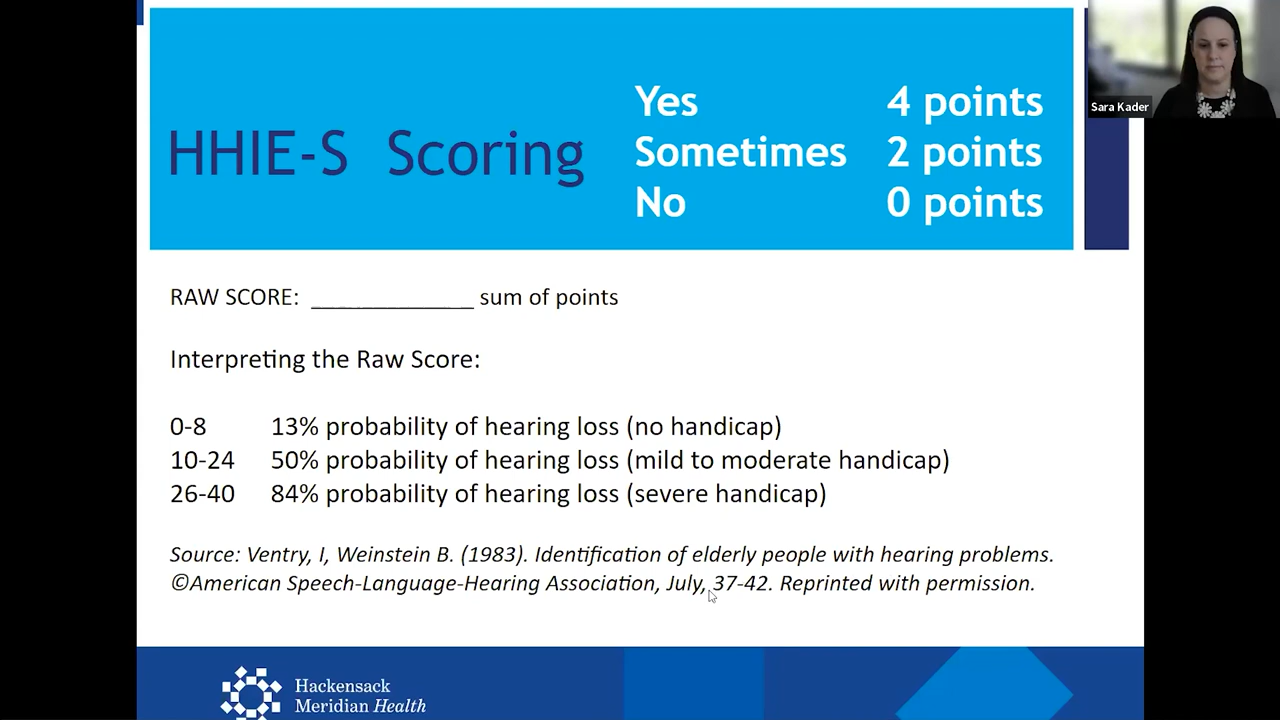 HHIE-S Scoring
Yes 4 points
Sometimes 2 points
No 0 points
Sara Kader
RAW SCORE: _____________ sum of points
Interpreting the Raw Score:
0-8 13% probability of hearing loss (no handicap)
10-24 50% probability of hearing loss (mild to moderate handicap)
26-40 84% probability of hearing loss (severe handicap)
Source: Ventry, I, Weinstein B. (1983). Identification of elderly people with hearing problems.
©American Speech-Language-Hearing Association, July, 37-42. Reprinted with permission.
Hackensack
Meridian Health